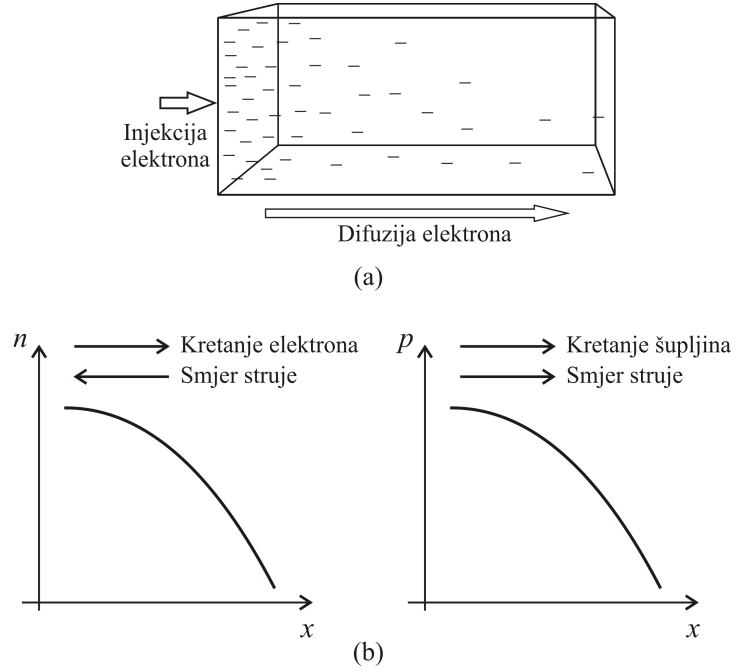 Injekcija
elektrona
Difuzija elektrona
(a)
n
Kretanje elektrona
Smjer struje
x
p
Kretanje šupljina
Smjer struje
x
(b)